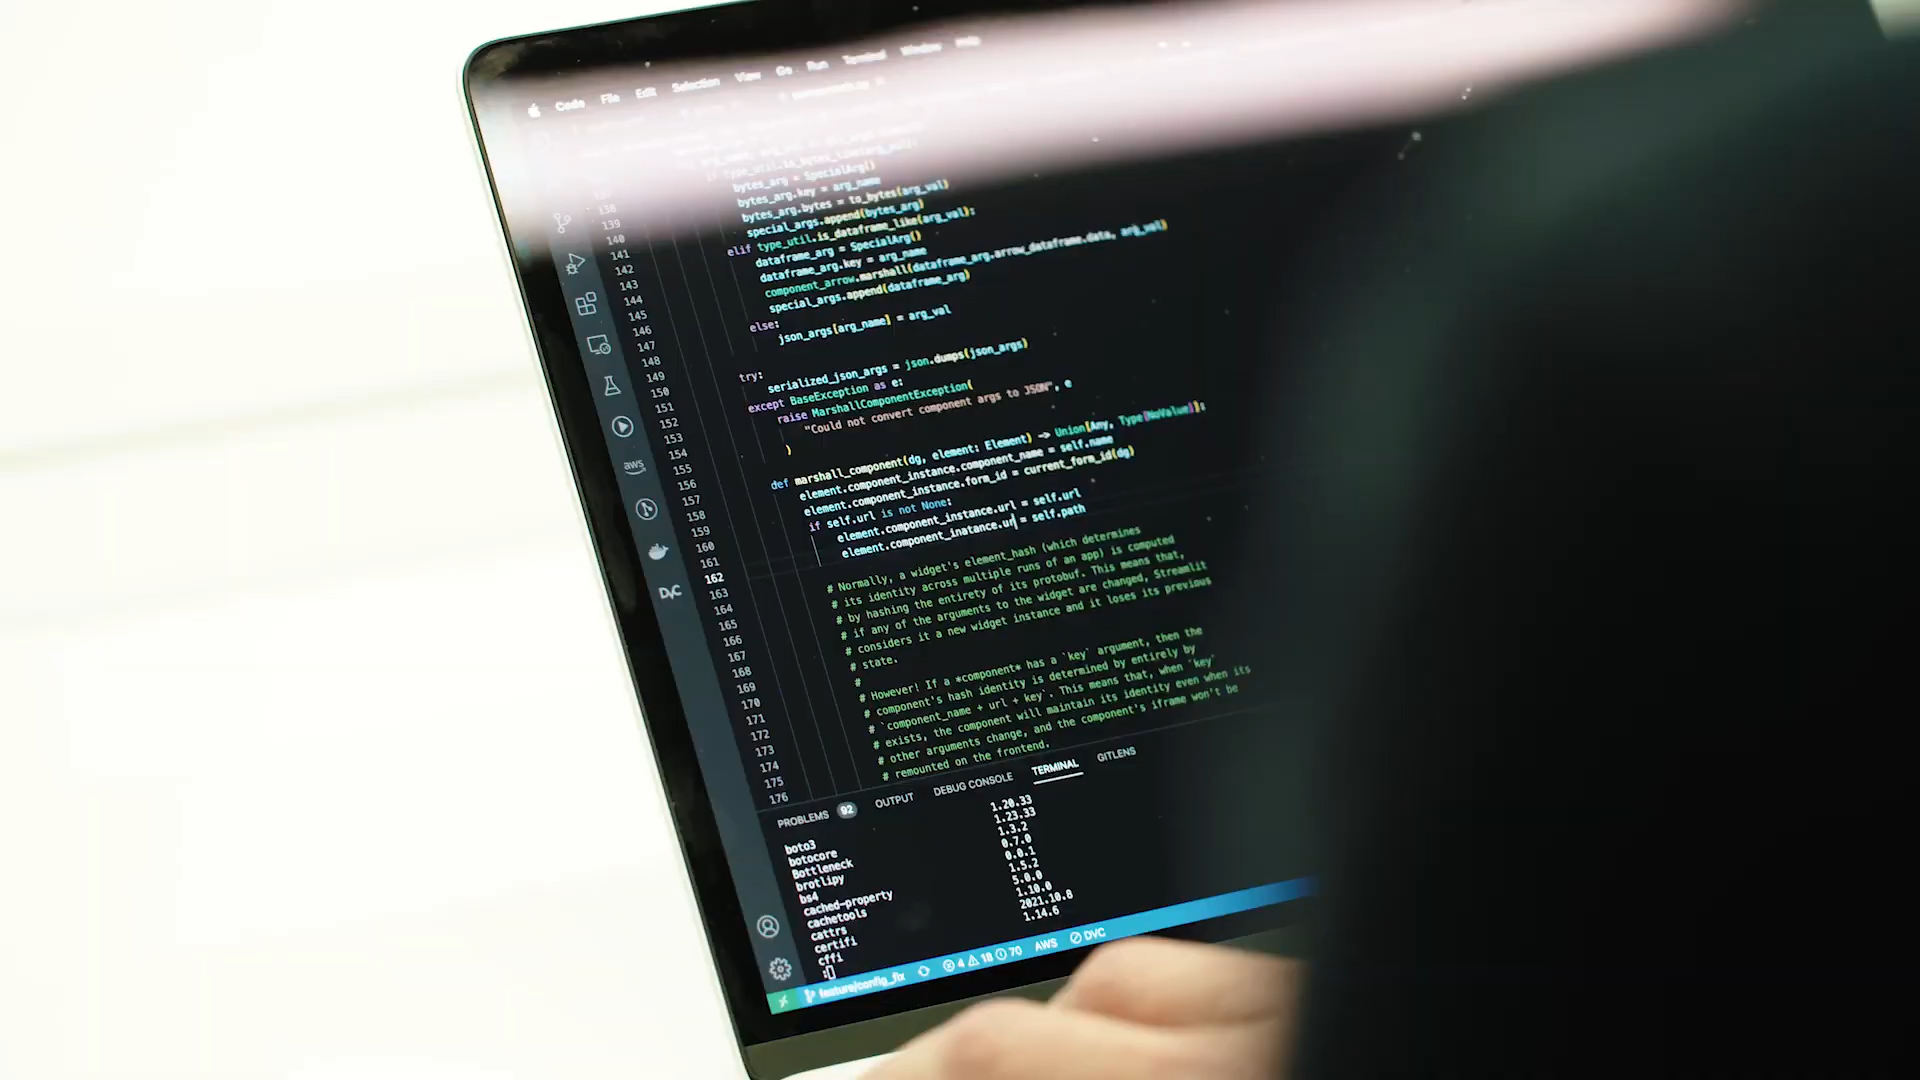 Code File Edit Selection View Go Run Terminal Window Help
bytes_arg = SpecialArg()
138 bytes_arg.key = arg_name
139 bytes_arg.bytes = to_bytes(arg_val)
140 special_args.append(bytes_arg)
141 elif type_util.is_dataframe_like(arg_val):
142 dataframe_arg = SpecialArg()
143 dataframe_arg.key = arg_name
144 component_arrow.marshall(dataframe_arg.arrow_dataframe.data, arg_val)
145 special_args.append(dataframe_arg)
146 else:
147 json_args[arg_name] = arg_val
148
149 try:
150 serialized_json_args = json.dumps(json_args)
151 except BaseException as e:
152 raise MarshallComponentException(
153 "Could not convert component args to JSON", e
154 )
155
156 def marshall_component(dg, element: Element) -> Union[Any, Type[NoValue]]:
157 element.component_instance.component_name = self.name
158 element.component_instance.form_id = current_form_id(dg)
159 if self.url is not None:
160 element.component_instance.url = self.url
161 element.component_inatance.ur = self.path
162
163 # Normally, a widget's element_hash (which determines
164 # its identity across multiple runs of an app) is computed
165 # by hashing the entirety of its protobuf. This means that,
166 # if any of the arguments to the widget are changed, Streamlit
167 # considers it a new widget instance and it loses its previous
168 # state.
169 #
170 # However! If a *component* has a `key` argument, then the
171 # component's hash identity is determined by entirely by
172 # `component_name + url + key`. This means that, when `key`
173 # exists, the component will maintain its identity even when its
174 # other arguments change, and the component's iframe won't be
175 # remounted on the frontend.
176
aws
DVC
PROBLEMS 92 OUTPUT DEBUG CONSOLE TERMINAL GITLENS
boto3 1.20.33
botocore 1.23.33
Bottleneck 1.3.2
brotlipy 0.7.0
bs4 0.0.1
cached-property 1.5.2
cachetools 5.0.0
cattrs 1.10.0
certifi 2021.10.8
cffi 1.14.6
:
feature/config_fix 4 18 70 AWS DVC